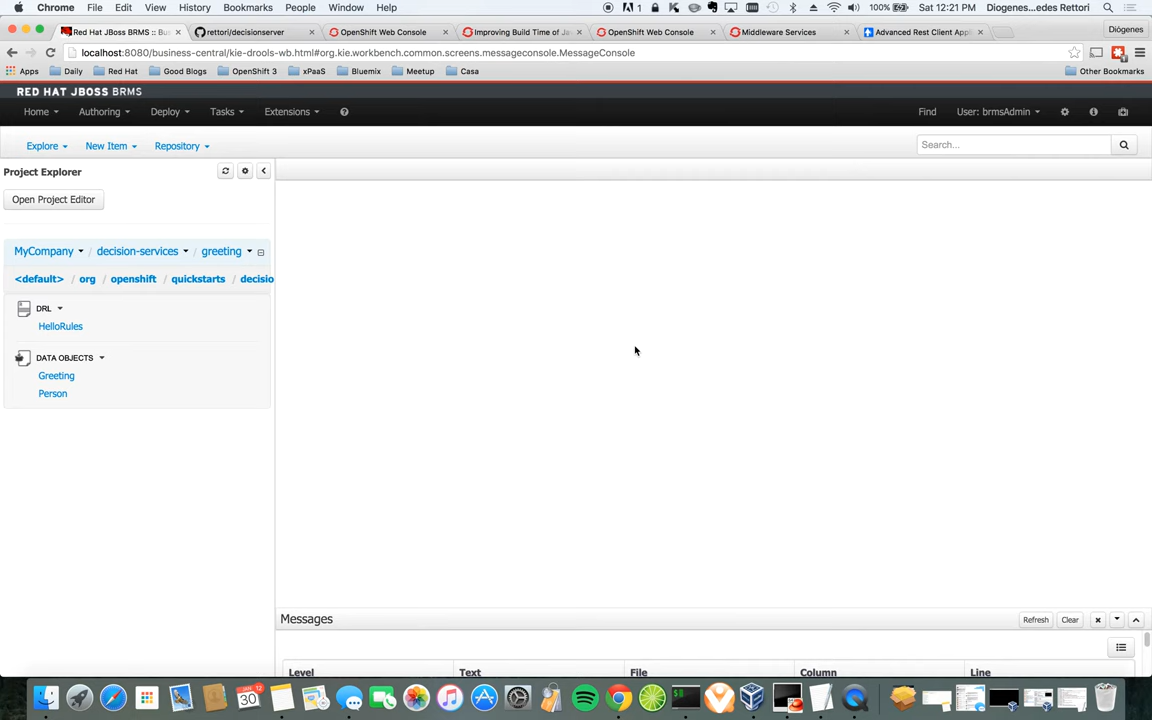 Chrome File Edit View History Bookmarks People Window Help 1 100% Sat 12:21 PM Diogenes...edes Rettori
Red Hat JBoss BRMS :: Bu
rettori/decisionserver
OpenShift Web Console
Improving Build Time of Ja
OpenShift Web Console
Middleware Services
Advanced Rest Client Appl
Diògenes
localhost:8080/business-central/kie-drools-wb.html#org.kie.workbench.common.screens.messageconsole.MessageConsole
Apps Daily Red Hat Good Blogs OpenShift 3 xPaaS Bluemix Meetup Casa Other Bookmarks
RED HAT JBOSS BRMS
Home Authoring Deploy Tasks Extensions Find User: brmsAdmin
Explore New Item Repository Search...
Project Explorer
Open Project Editor
MyCompany / decision-services / greeting
<default> / org / openshift / quickstarts / decisio
DRL
HelloRules
DATA OBJECTS
Greeting
Person
Messages Refresh Clear
Level Text File Column Line
JAN 12
30